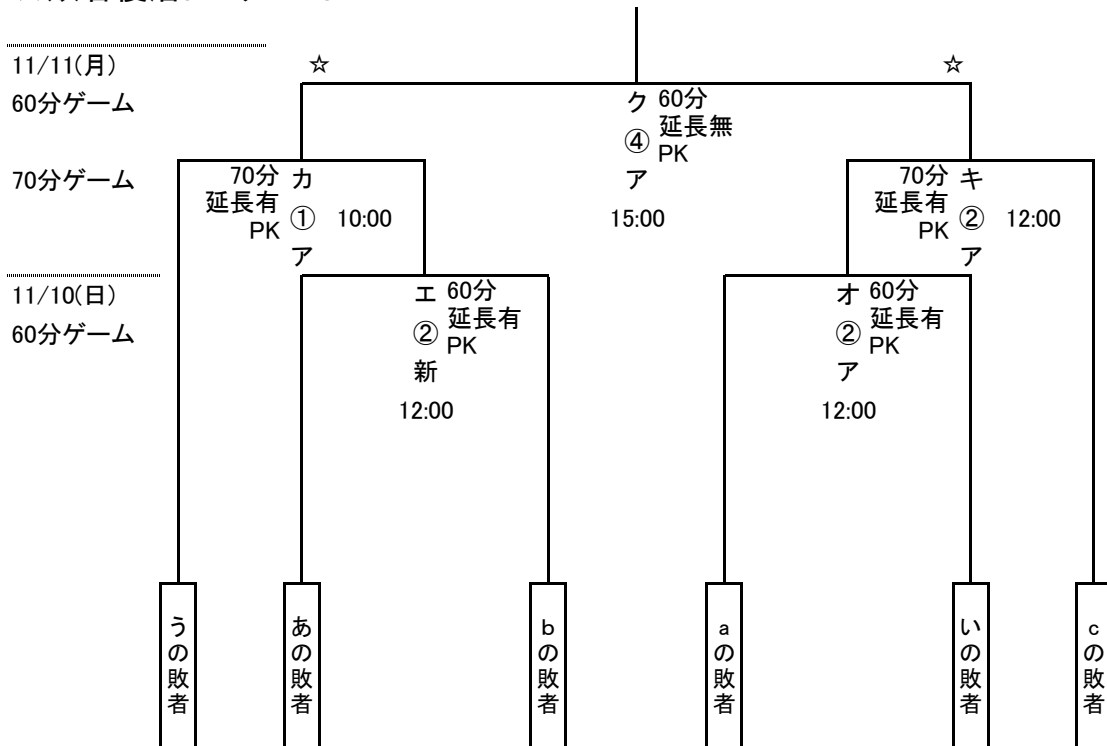 11/11(月)
☆
☆
60分ゲーム
ク 60分
④ 延長無
ア PK
15:00
70分ゲーム
70分 カ
延長有 ① 10:00
PK ア
70分 キ
延長有 ② 12:00
PK ア
11/10(日)
60分ゲーム
エ 60分
② 延長有
新 PK
12:00
オ 60分
② 延長有
ア PK
12:00
うの敗者
あの敗者
bの敗者
aの敗者
いの敗者
cの敗者